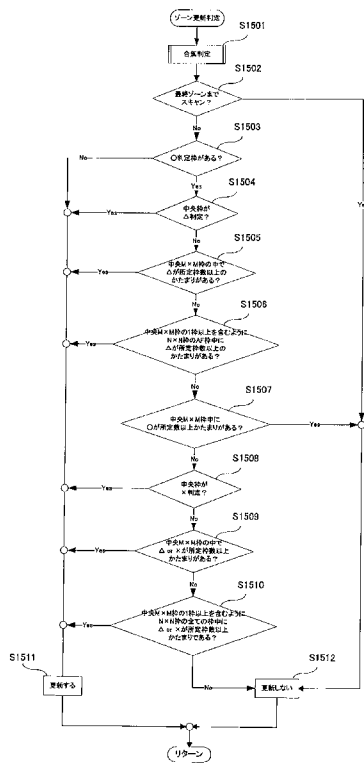 ゾーン更新判定
S1501
合焦判定
S1502
最終ゾーンまで
スキャン？
No
S1503
〇判定枠がある？
No
Yes
S1504
中央枠が
△判定？
Yes
No
S1505
中央M×M枠の中で
△が所定枠数以上の
かたまりがある？
Yes
No
S1506
中央M×M枠の1枠以上を含むように
N×N枠のAF枠中に
△が所定枠数以上の
かたまりがある？
Yes
No
S1507
中央M×M枠中に
〇が所定数以上かたまりがある？
Yes
No
S1508
中央枠が
×判定？
Yes
No
S1509
中央M×M枠の中で
△ or ×が所定枠数以上
かたまりがある？
Yes
No
S1510
中央M×M枠の1枠以上を含むように
N×N枠の全ての枠中に
△ or ×が所定枠数以上
かたまりである？
Yes
No
S1511
更新する
S1512
更新しない
リターン